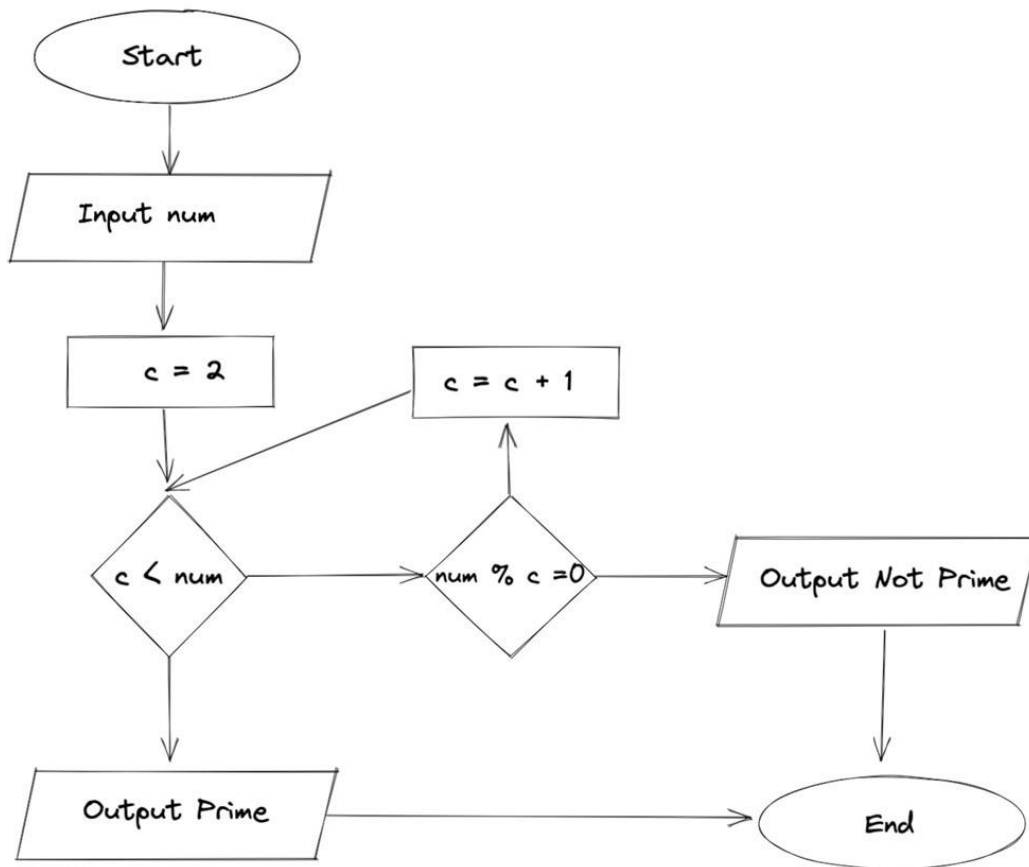 Start
Input num
c = 2
c = c + 1
c < num
num % c =0
Output Not Prime
Output Prime
End